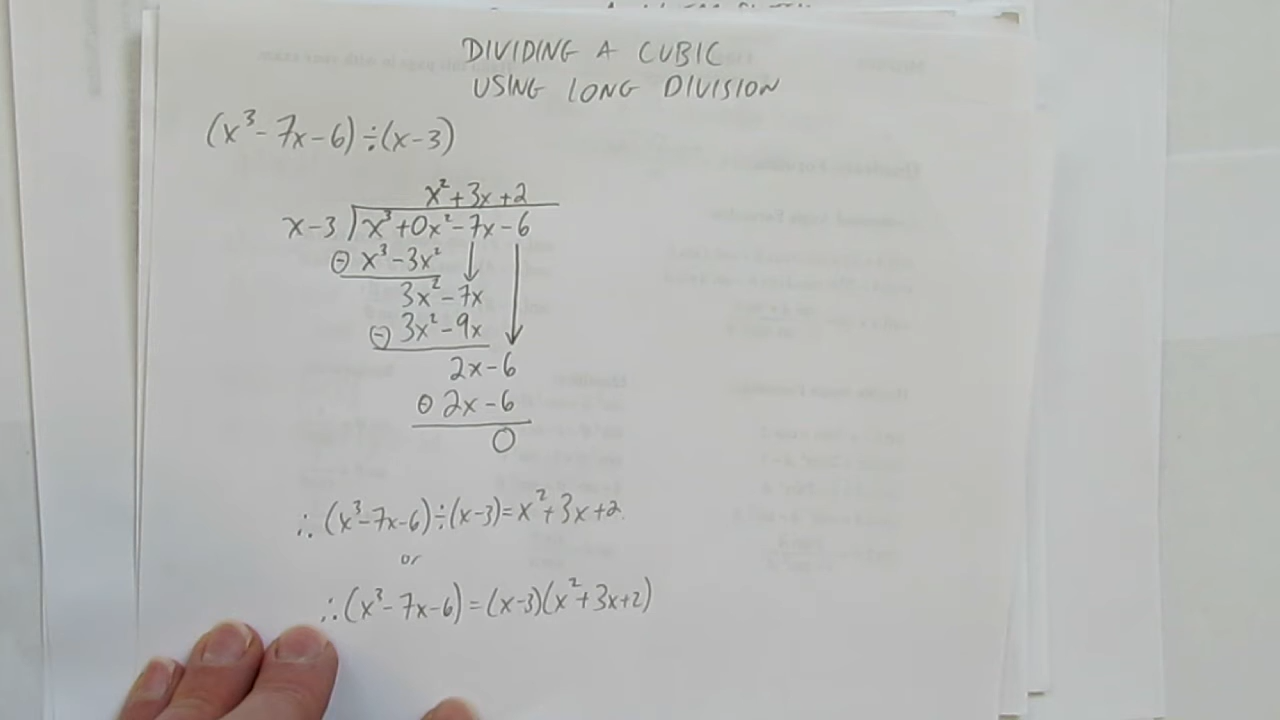 DIVIDING A CUBIC
USING LONG DIVISION
(x³ - 7x - 6) ÷ (x - 3)
x² + 3x + 2
x - 3 ) x³ + 0x² - 7x - 6
⊖ x³ - 3x²
3x² - 7x
⊖ 3x² - 9x
2x - 6
⊖ 2x - 6
0
∴ (x³ - 7x - 6) ÷ (x - 3) = x² + 3x + 2.
or
∴ (x³ - 7x - 6) = (x - 3)(x² + 3x + 2)